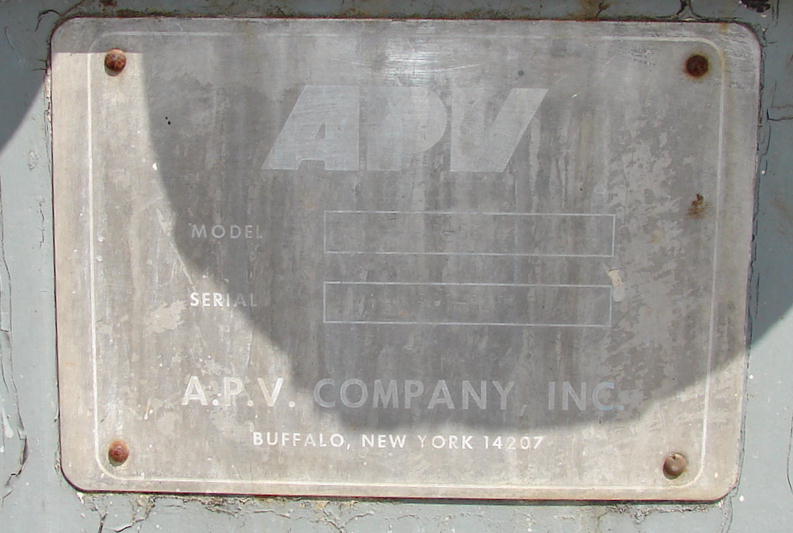 APV
MODEL
SERIAL
A.P.V. COMPANY, INC.
BUFFALO, NEW YORK 14207